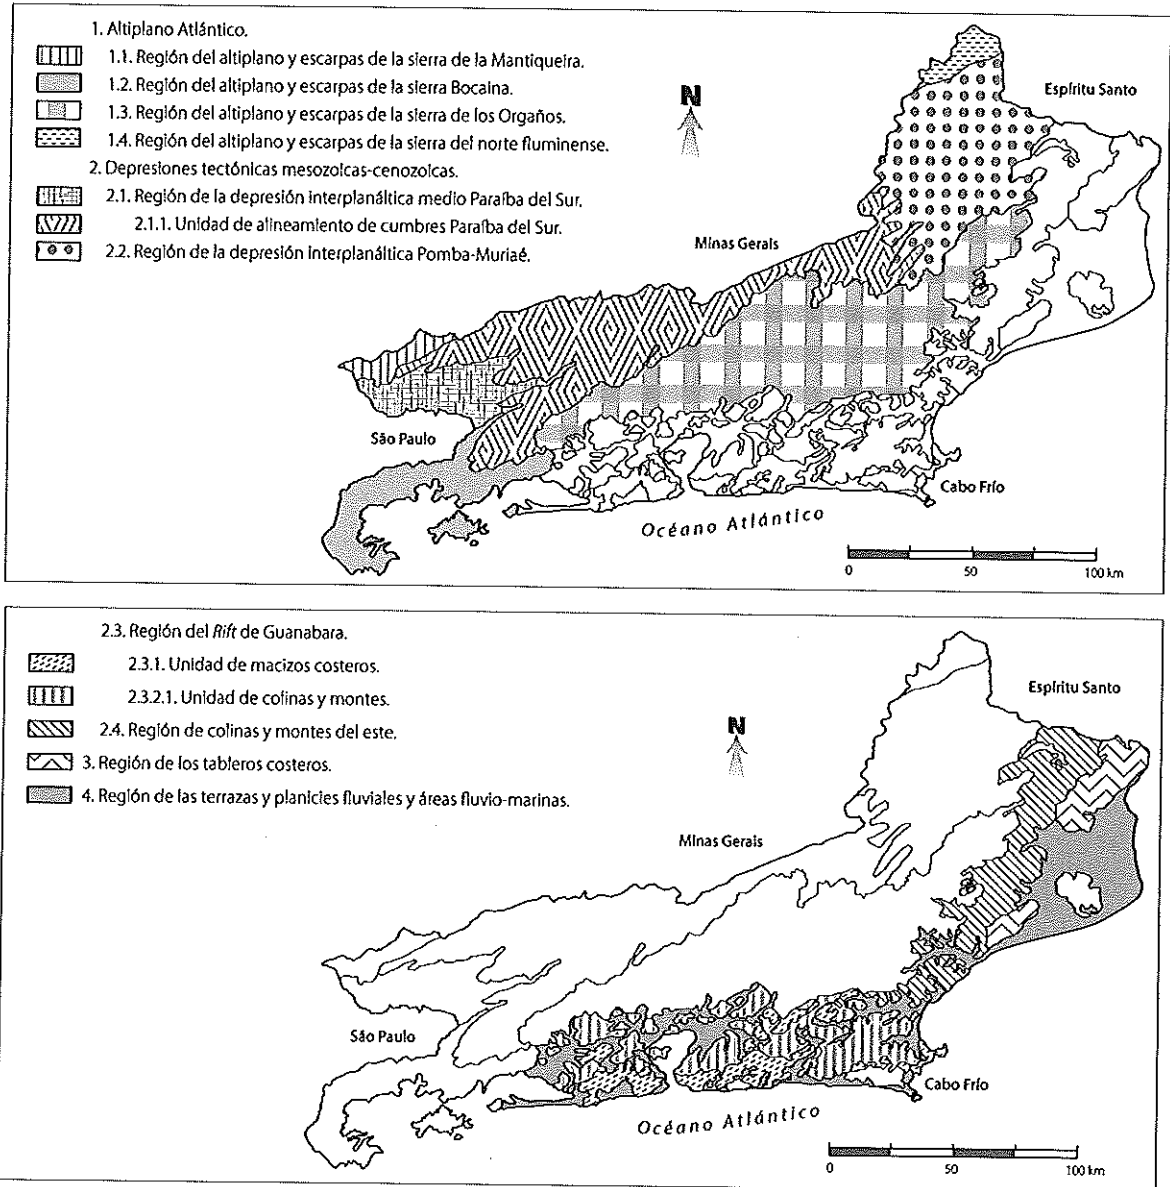 1. Altiplano Atlántico.
1.1. Región del altiplano y escarpas de la sierra de la Mantiqueira.
1.2. Región del altiplano y escarpas de la sierra Bocaina.
1.3. Región del altiplano y escarpas de la sierra de los Orgaños.
1.4. Región del altiplano y escarpas de la sierra del norte fluminense.
2. Depresiones tectónicas mesozoicas-cenozoicas.
2.1. Región de la depresión interplanáltica medio Paraíba del Sur.
2.1.1. Unidad de alineamiento de cumbres Paraíba del Sur.
2.2. Región de la depresión interplanáltica Pomba-Muriaé.
N
Espíritu Santo
Minas Gerais
São Paulo
Cabo Frío
Océano Atlántico
0 50 100 km
2.3. Región del Rift de Guanabara.
2.3.1. Unidad de macizos costeros.
2.3.2.1. Unidad de colinas y montes.
2.4. Región de colinas y montes del este.
3. Región de los tableros costeros.
4. Región de las terrazas y planicies fluviales y áreas fluvio-marinas.
N
Espíritu Santo
Minas Gerais
São Paulo
Cabo Frío
Océano Atlántico
0 50 100 km